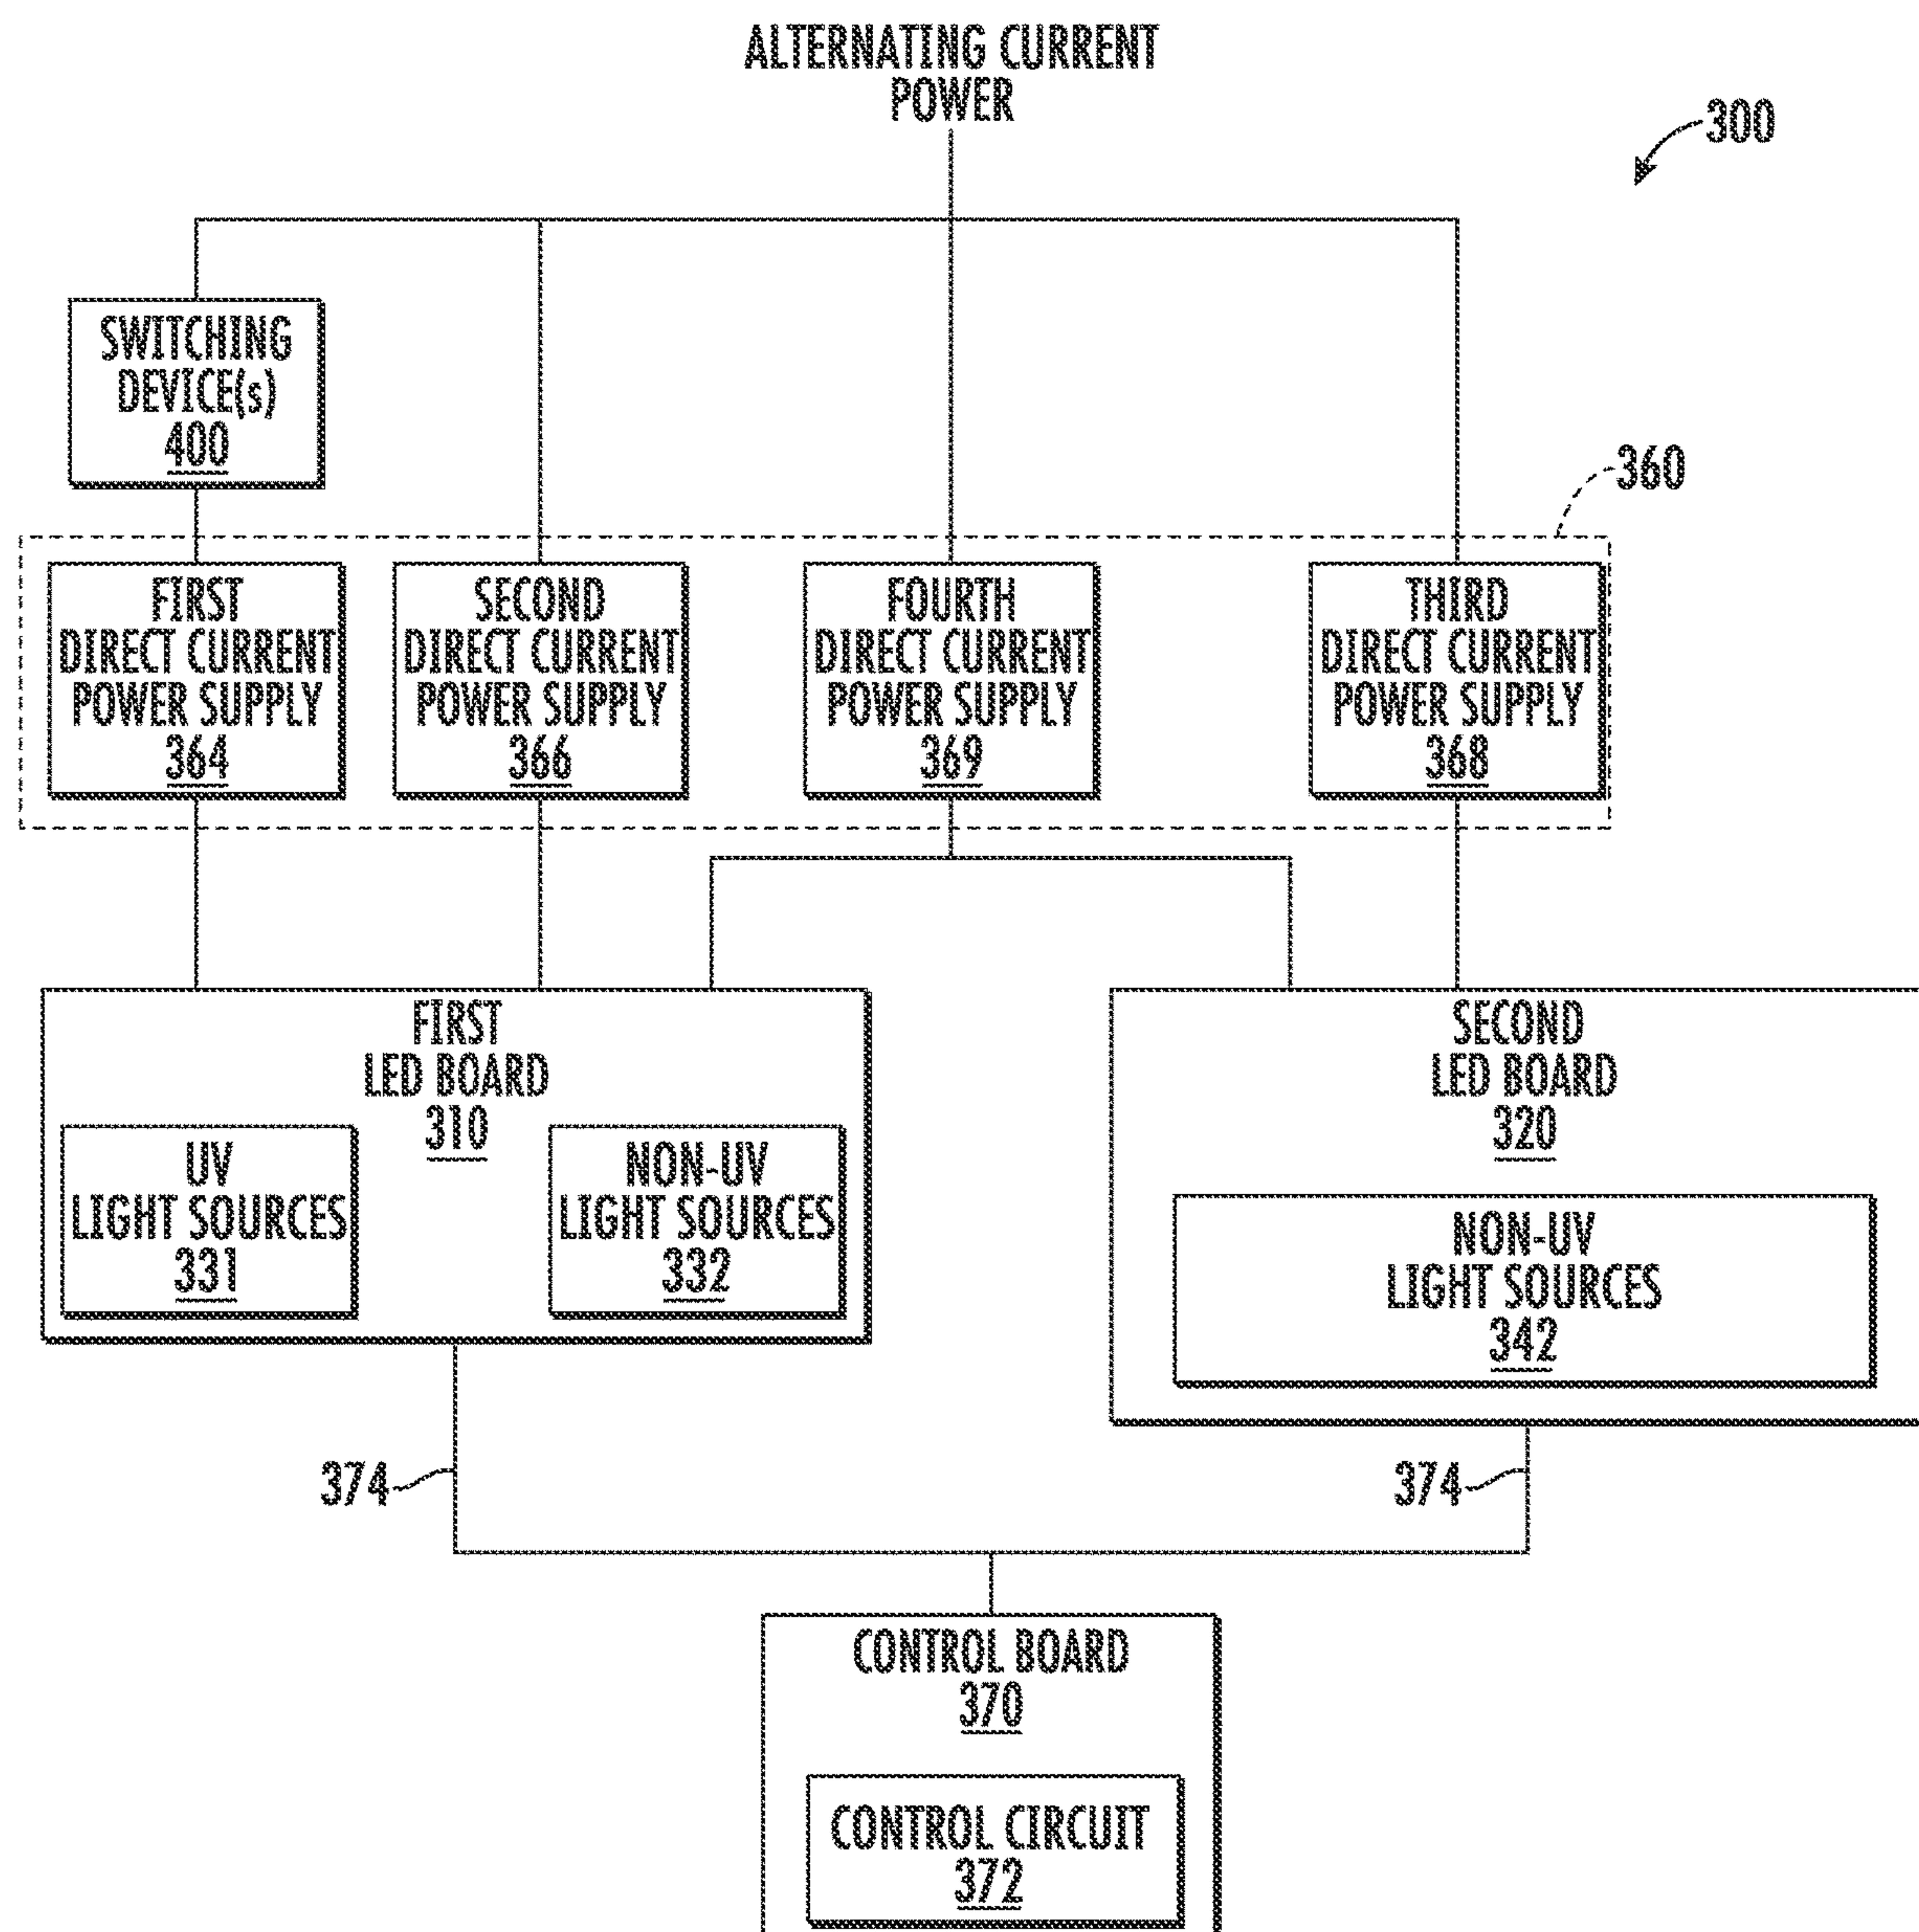 ALTERNATING CURRENT
POWER
300
SWITCHING
DEVICE(s)
400
360
FIRST
DIRECT CURRENT
POWER SUPPLY
364
SECOND
DIRECT CURRENT
POWER SUPPLY
366
FOURTH
DIRECT CURRENT
POWER SUPPLY
369
THIRD
DIRECT CURRENT
POWER SUPPLY
368
FIRST
LED BOARD
310
UV
LIGHT SOURCES
331
NON-UV
LIGHT SOURCES
332
SECOND
LED BOARD
320
NON-UV
LIGHT SOURCES
342
374
374
CONTROL BOARD
370
CONTROL CIRCUIT
372